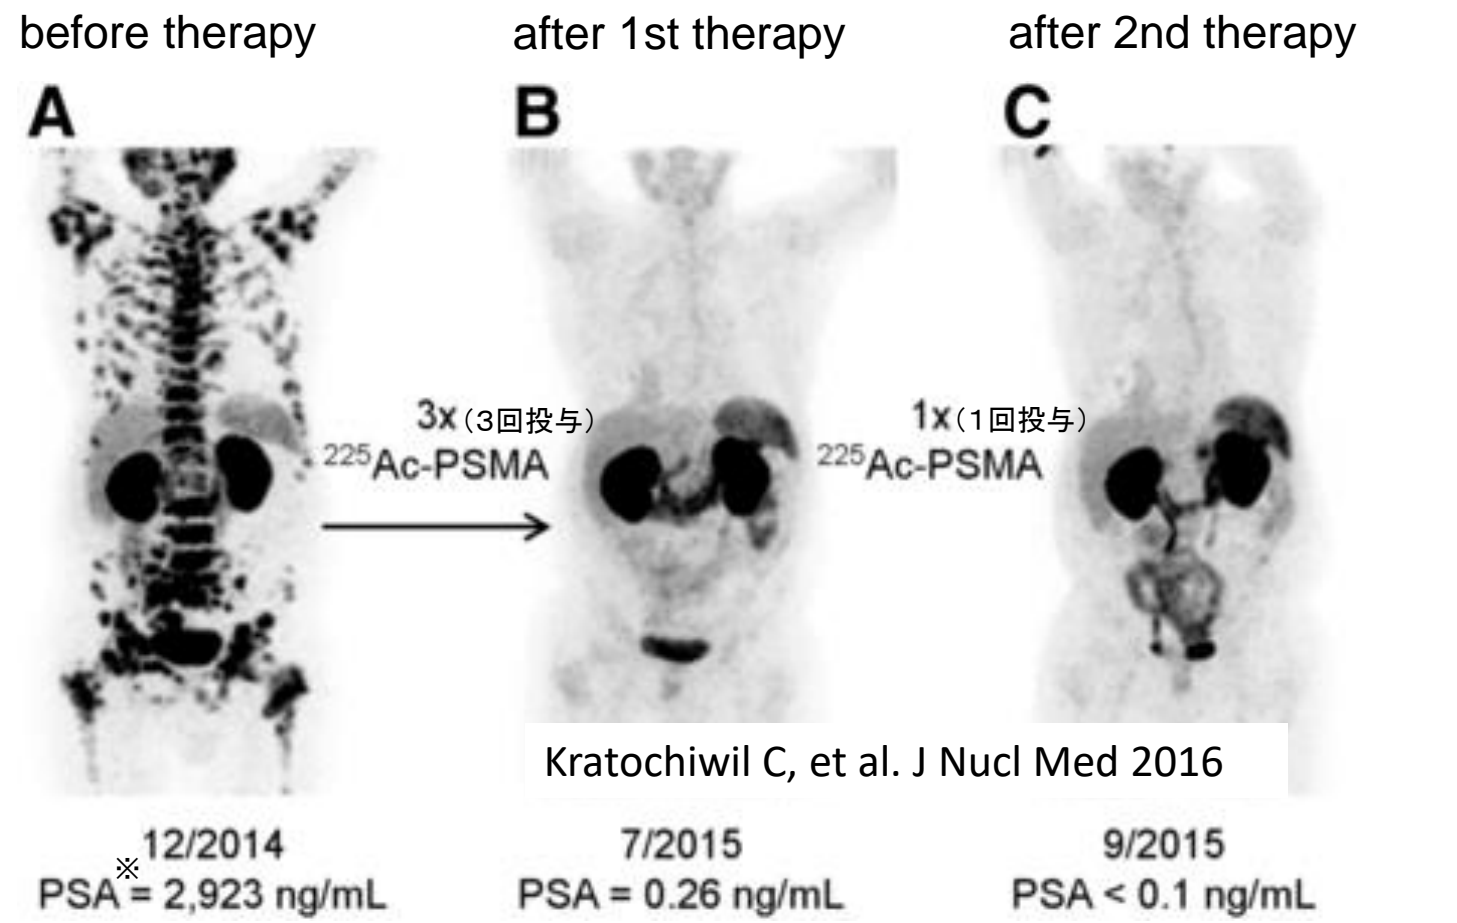 before therapy
after 1st therapy
after 2nd therapy
A
B
C
3x(3回投与)
²²⁵Ac-PSMA
1x(1回投与)
²²⁵Ac-PSMA
Kratochiwil C, et al. J Nucl Med 2016
12/2014
※
PSA = 2,923 ng/mL
7/2015
PSA = 0.26 ng/mL
9/2015
PSA < 0.1 ng/mL